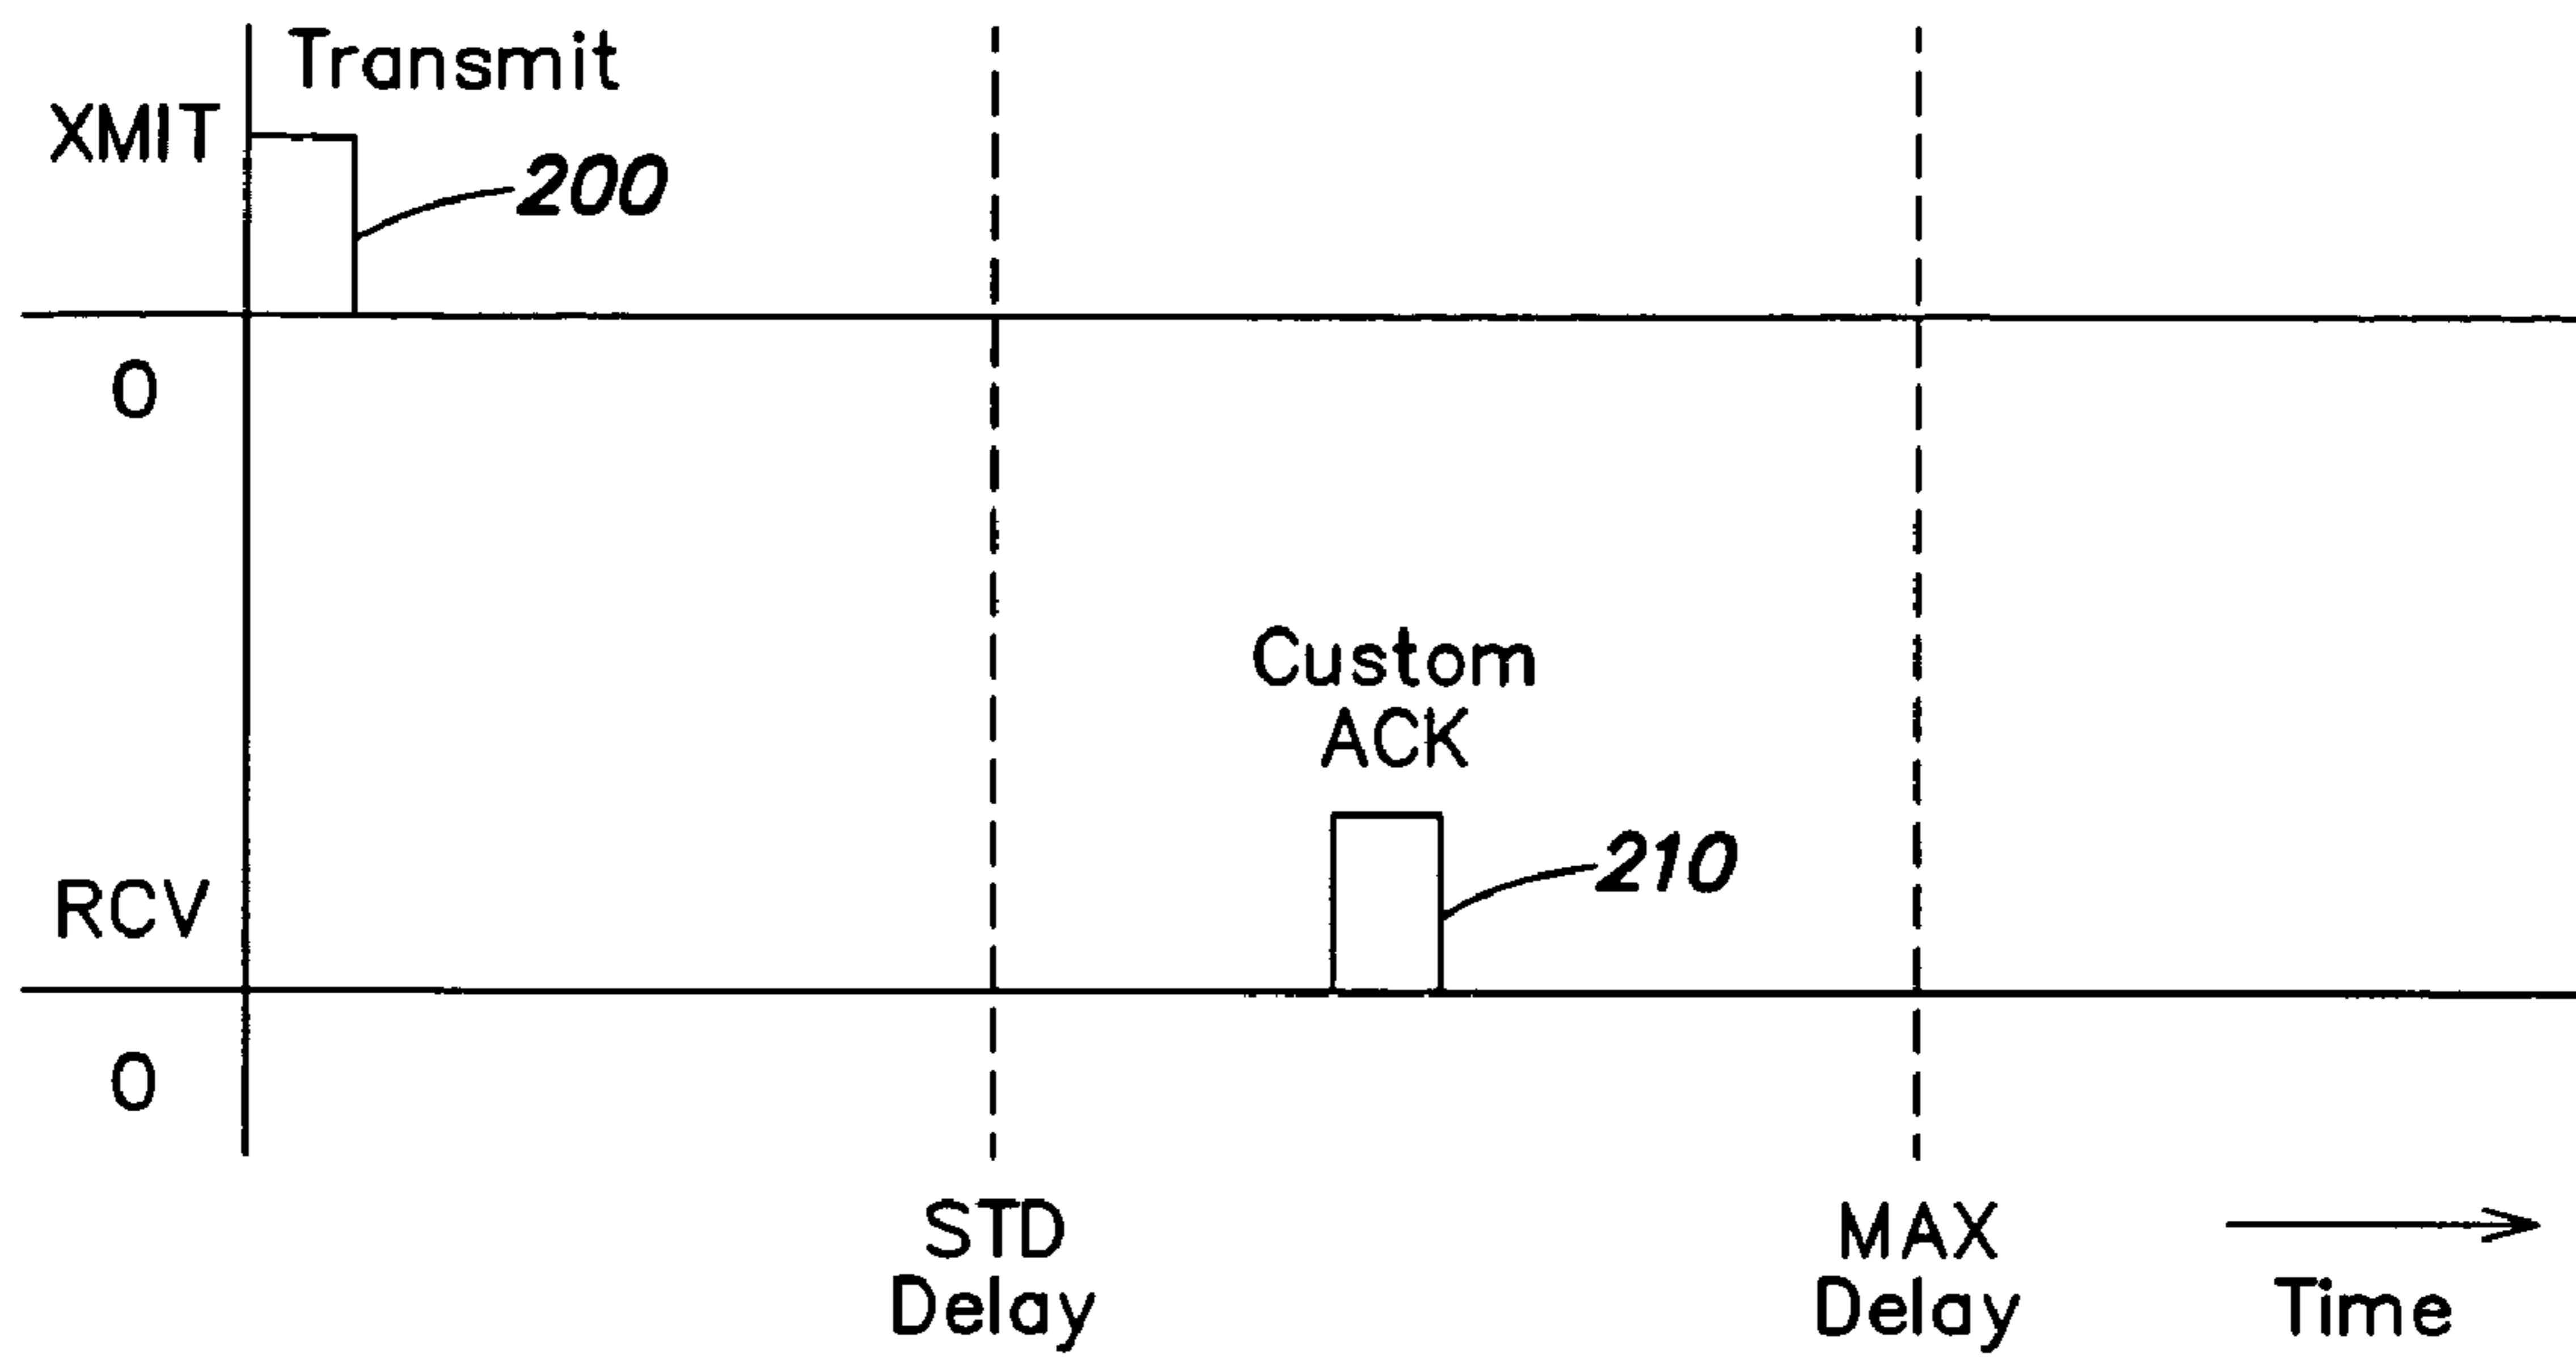 Transmit
XMIT
200
0
Custom
ACK
210
RCV
0
STD
Delay
MAX
Delay
Time